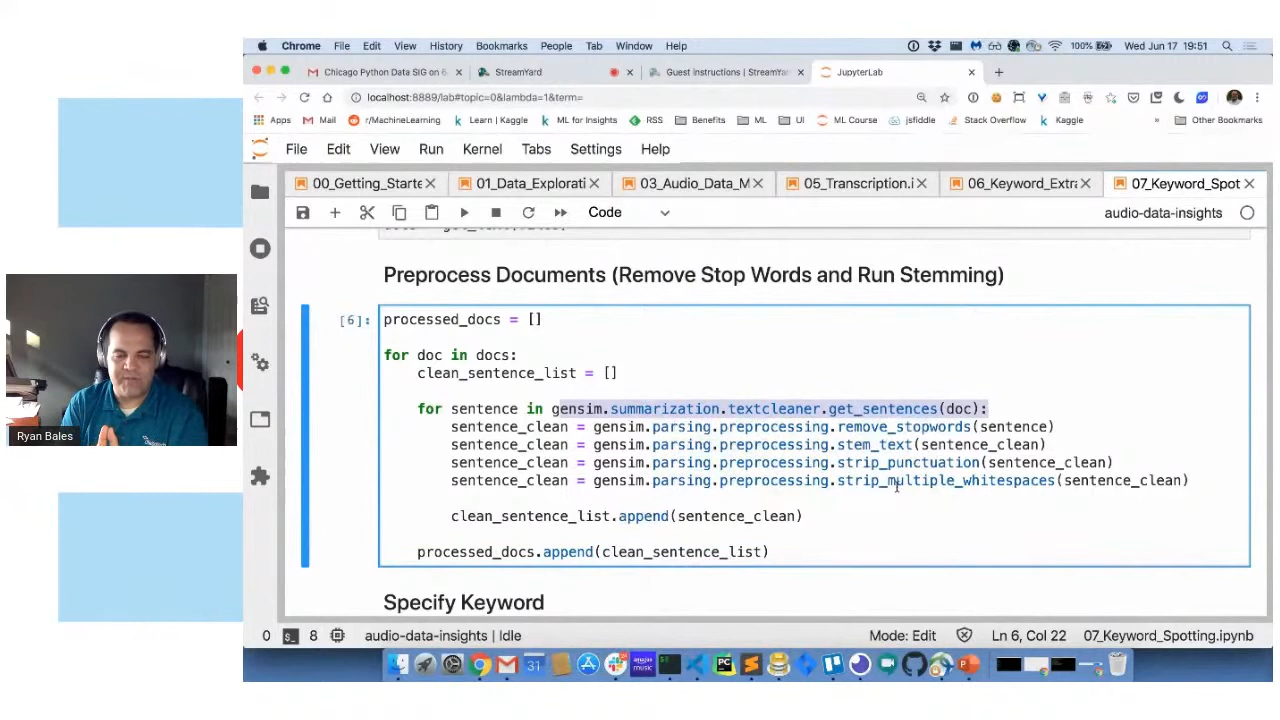 Chrome File Edit View History Bookmarks People Tab Window Help 100% Wed Jun 17 19:51
Chicago Python Data SIG on 6 StreamYard Guest Instructions | StreamYar JupyterLab
localhost:8889/lab#topic=0&lambda=1&term=
Apps Mail r/MachineLearning Learn | Kaggle ML for Insights RSS Benefits ML UI ML Course jsfiddle Stack Overflow Kaggle » Other Bookmarks
File Edit View Run Kernel Tabs Settings Help
00_Getting_Starte 01_Data_Explorati 03_Audio_Data_M 05_Transcription.i 06_Keyword_Extra 07_Keyword_Spot
Code audio-data-insights
Preprocess Documents (Remove Stop Words and Run Stemming)
[6]: processed_docs = []
for doc in docs:
clean_sentence_list = []
for sentence in gensim.summarization.textcleaner.get_sentences(doc):
sentence_clean = gensim.parsing.preprocessing.remove_stopwords(sentence)
sentence_clean = gensim.parsing.preprocessing.stem_text(sentence_clean)
sentence_clean = gensim.parsing.preprocessing.strip_punctuation(sentence_clean)
sentence_clean = gensim.parsing.preprocessing.strip_multiple_whitespaces(sentence_clean)
clean_sentence_list.append(sentence_clean)
processed_docs.append(clean_sentence_list)
Specify Keyword
0 8 audio-data-insights | Idle Mode: Edit Ln 6, Col 22 07_Keyword_Spotting.ipynb
Ryan Bales